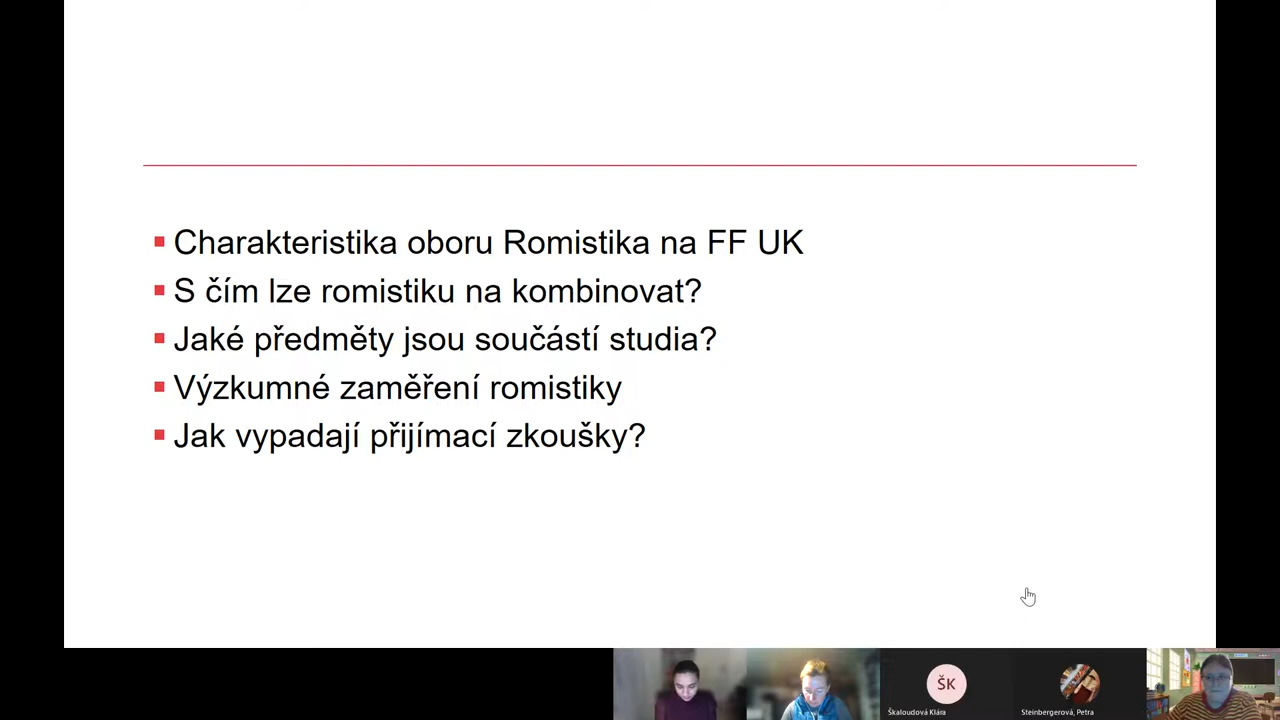 Charakteristika oboru Romistika na FF UK
S čím lze romistiku na kombinovat?
Jaké předměty jsou součástí studia?
Výzkumné zaměření romistiky
Jak vypadají přijímací zkoušky?
ŠK
Škaloudová Klára
Steinbergerová, Petra